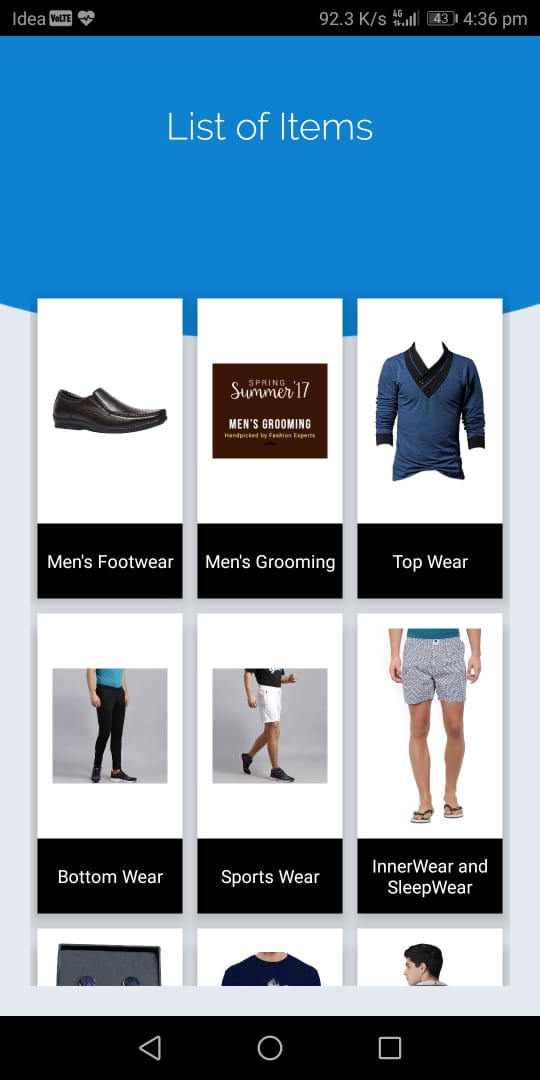 Idea VoLTE 92.3 K/s 4G 43 4:36 pm
List of Items
SPRING
Summer '17
MEN'S GROOMING
Handpicked by Fashion Experts
Men's Footwear
Men's Grooming
Top Wear
Bottom Wear
Sports Wear
InnerWear and
SleepWear